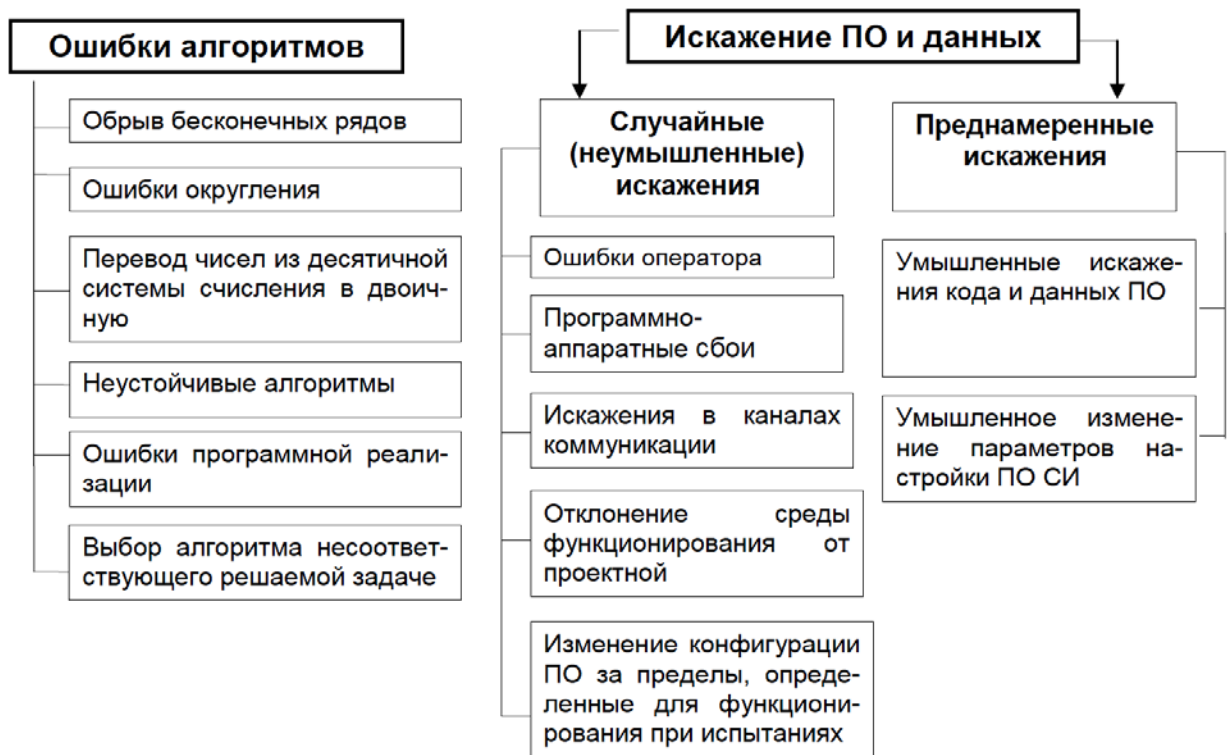 Ошибки алгоритмов
Обрыв бесконечных рядов
Ошибки округления
Перевод чисел из десятичной
системы счисления в двоич-
ную
Неустойчивые алгоритмы
Ошибки программной реали-
зации
Выбор алгоритма несоответ-
ствующего решаемой задаче
Искажение ПО и данных
Случайные
(неумышленные)
искажения
Ошибки оператора
Программно-
аппаратные сбои
Искажения в каналах
коммуникации
Отклонение среды
функционирования от
проектной
Изменение конфигурации
ПО за пределы, опреде-
ленные для функциони-
рования при испытаниях
Преднамеренные
искажения
Умышленные искаже-
ния кода и данных ПО
Умышленное измене-
ние параметров на-
стройки ПО СИ